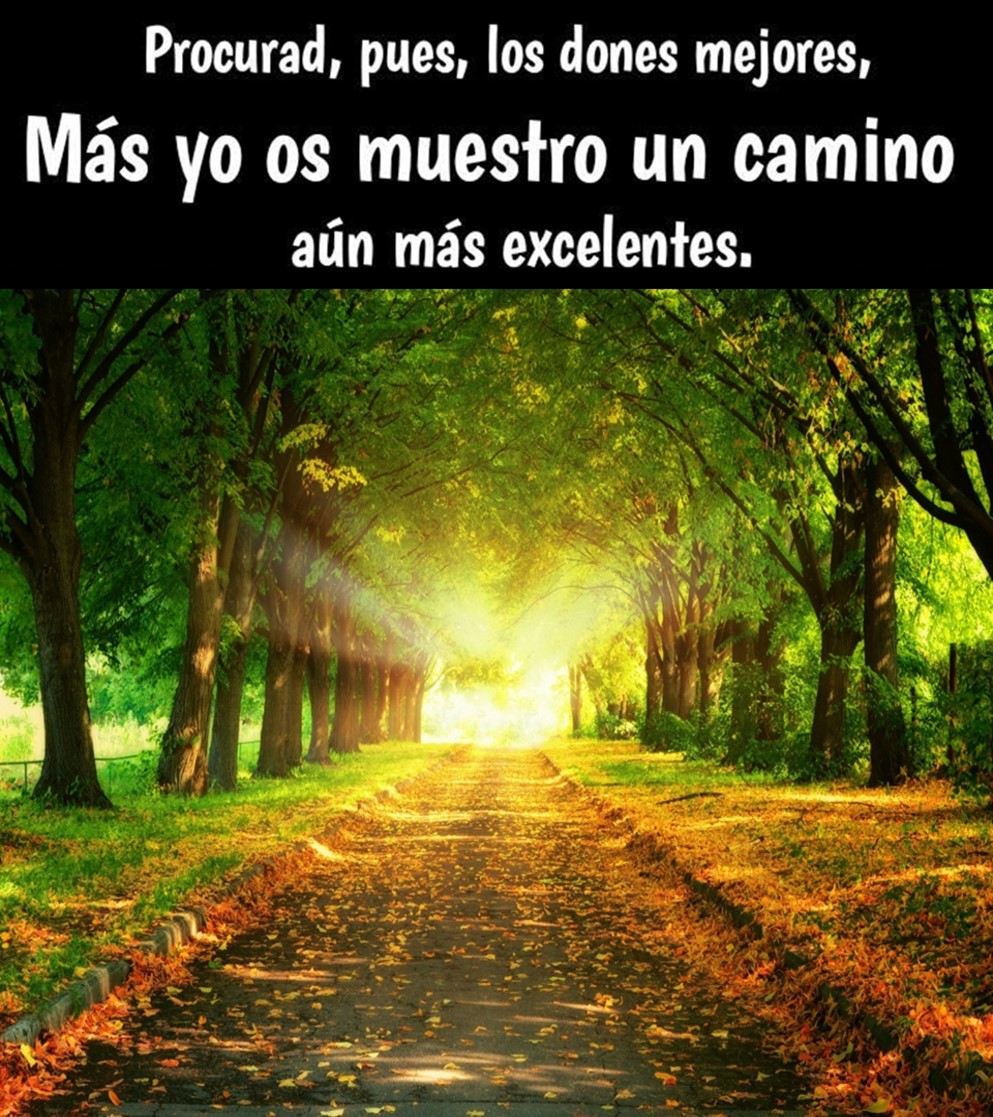 Procurad, pues, los dones mejores,
Más yo os muestro un camino
aún más excelentes.